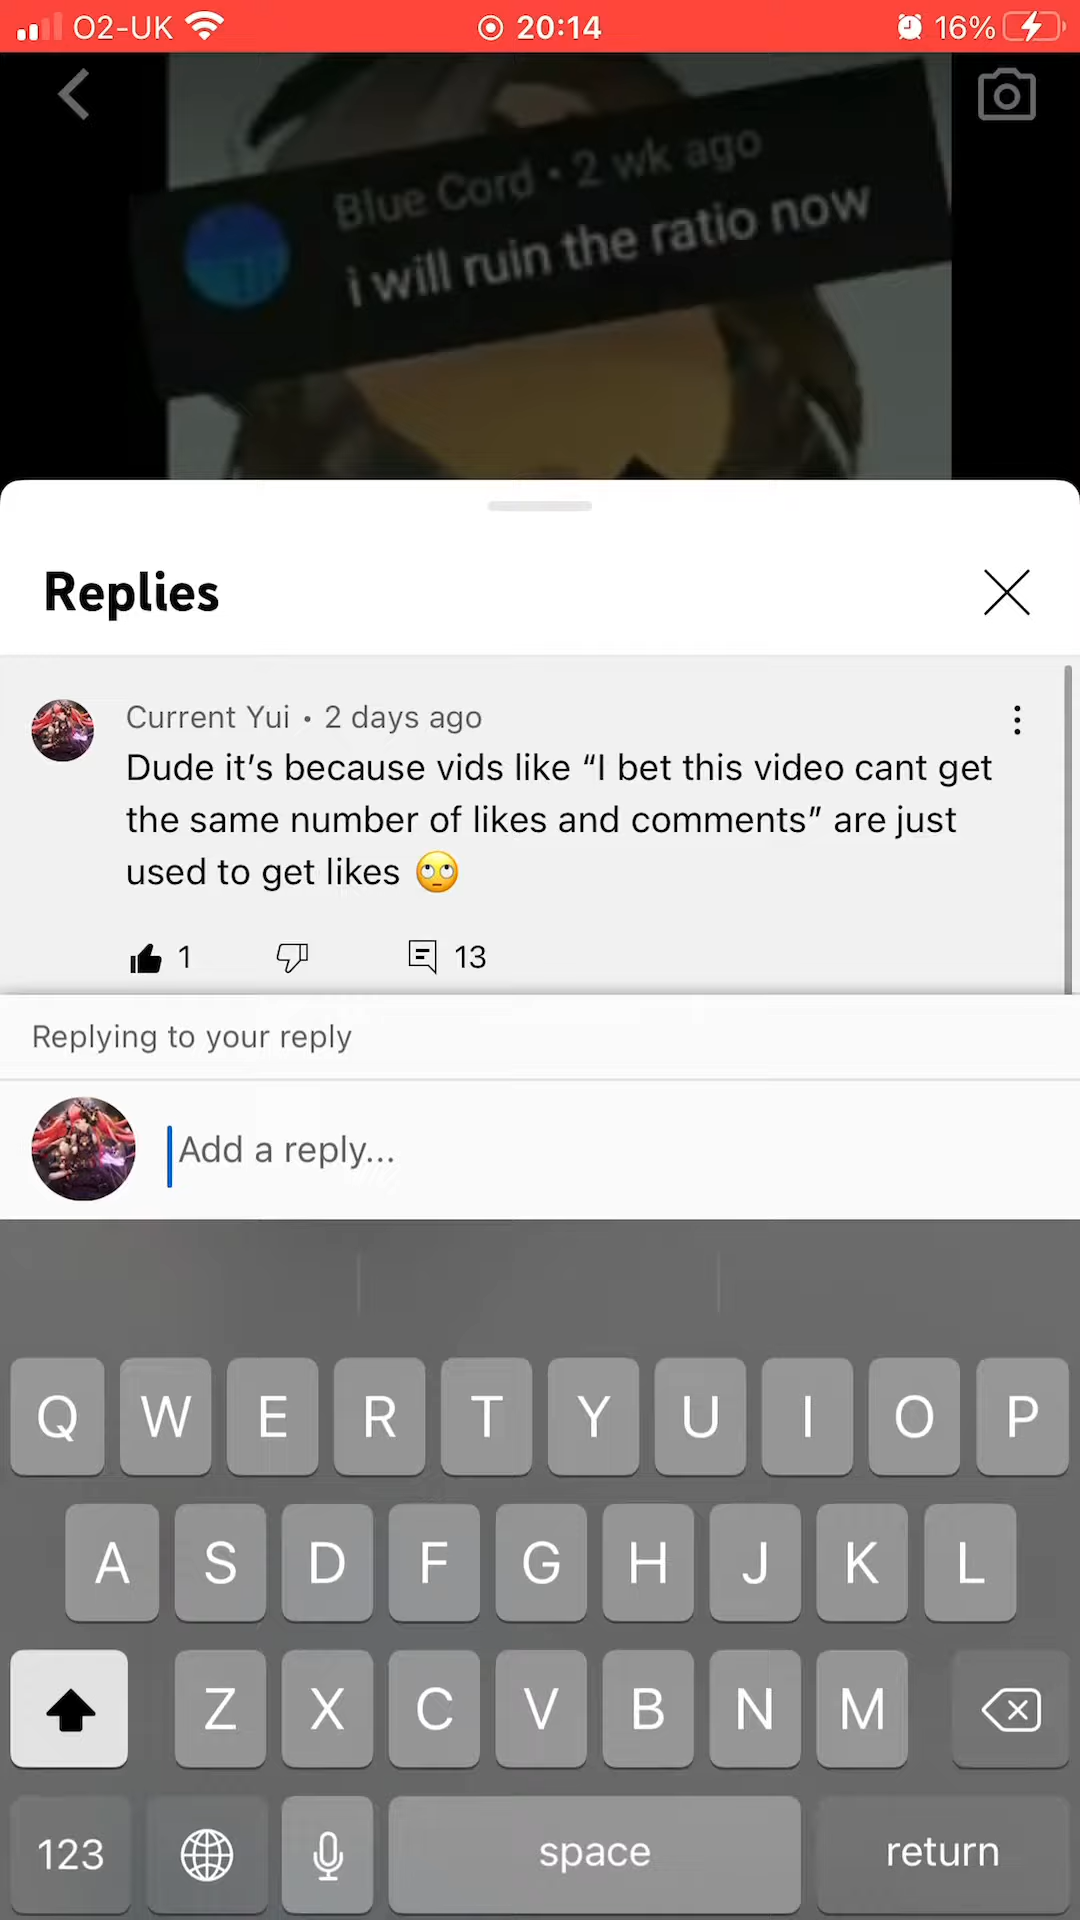 O2-UK 20:14 16%
Blue Cord • 2 wk ago
i will ruin the ratio now
Replies
Current Yui • 2 days ago
Dude it’s because vids like “I bet this video cant get
the same number of likes and comments” are just
used to get likes 🙄
1 13
Replying to your reply
Add a reply...
Q W E R T Y U I O P
A S D F G H J K L
Z X C V B N M
123 space return